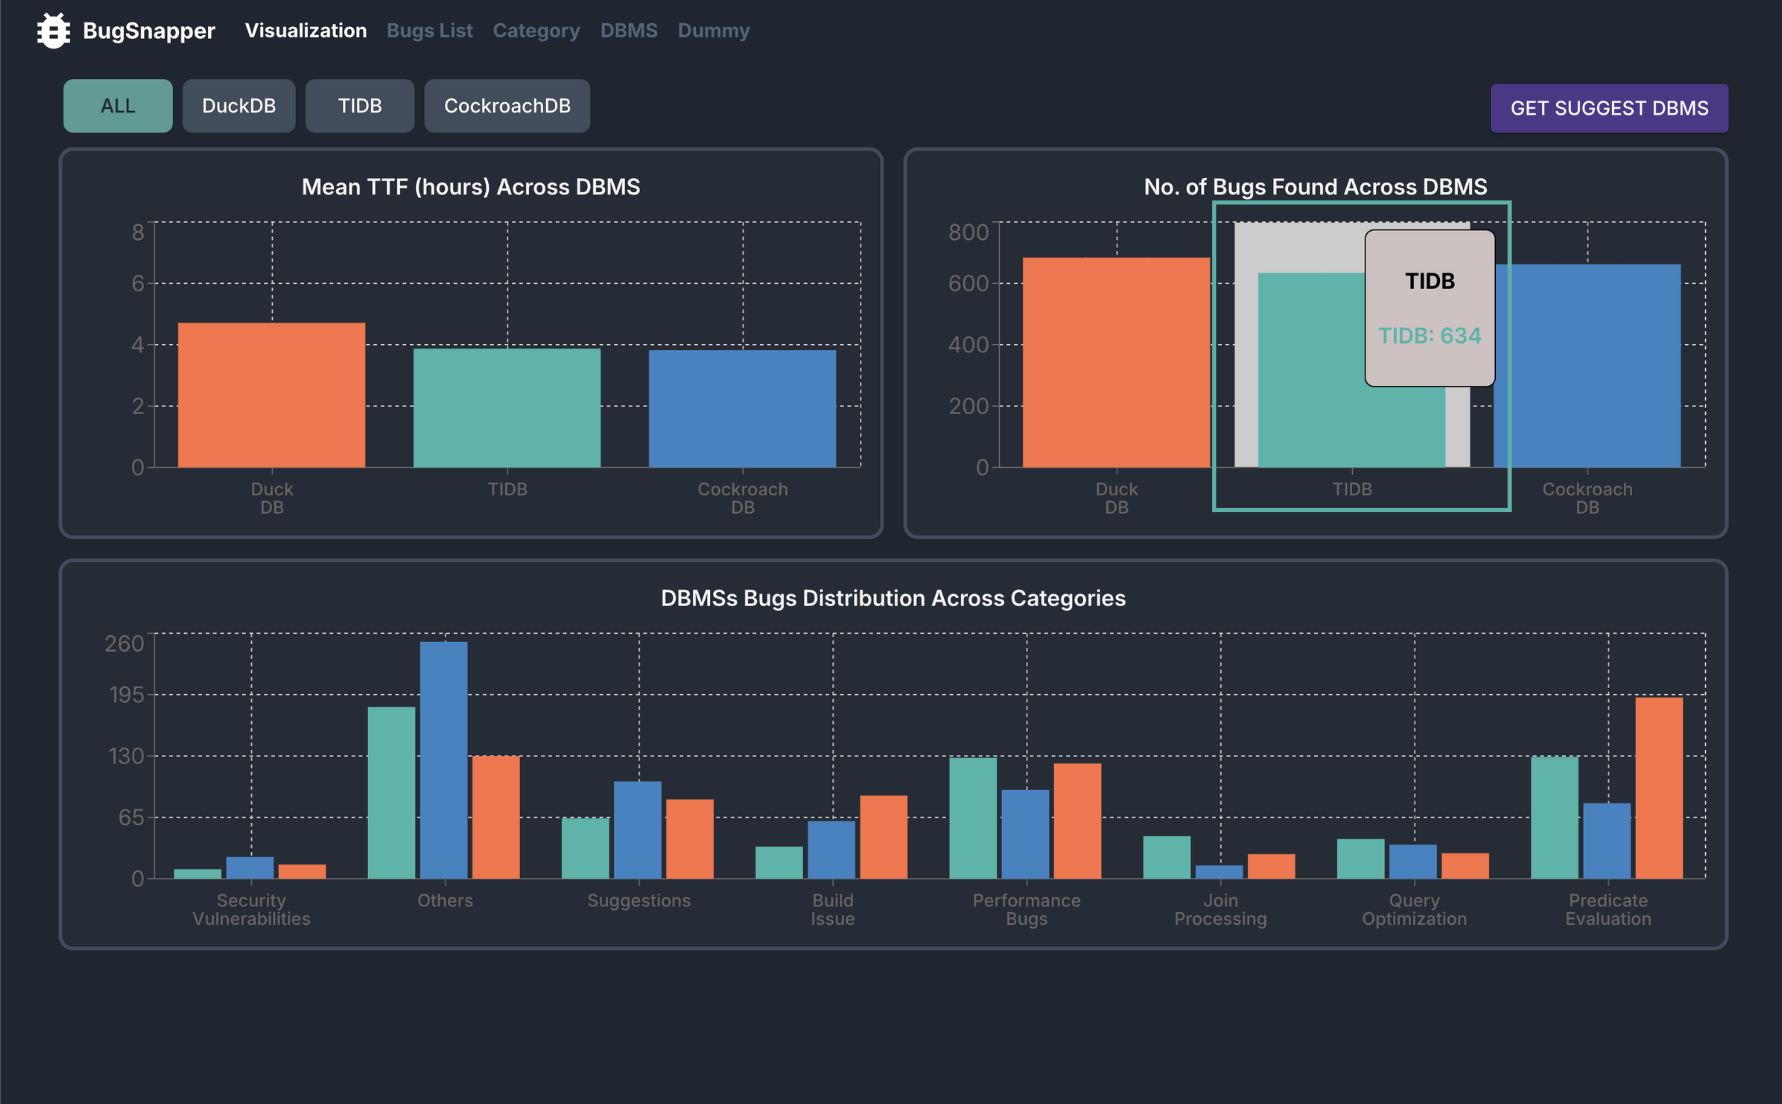 BugSnapper
Visualization
Bugs List
Category
DBMS
Dummy
ALL
DuckDB
TIDB
CockroachDB
GET SUGGEST DBMS
Mean TTF (hours) Across DBMS
8
6
4
2
0
Duck
DB
TIDB
Cockroach
DB
No. of Bugs Found Across DBMS
800
600
400
200
0
TIDB
TIDB: 634
Duck
DB
TIDB
Cockroach
DB
DBMSs Bugs Distribution Across Categories
260
195
130
65
0
Security
Vulnerabilities
Others
Suggestions
Build
Issue
Performance
Bugs
Join
Processing
Query
Optimization
Predicate
Evaluation